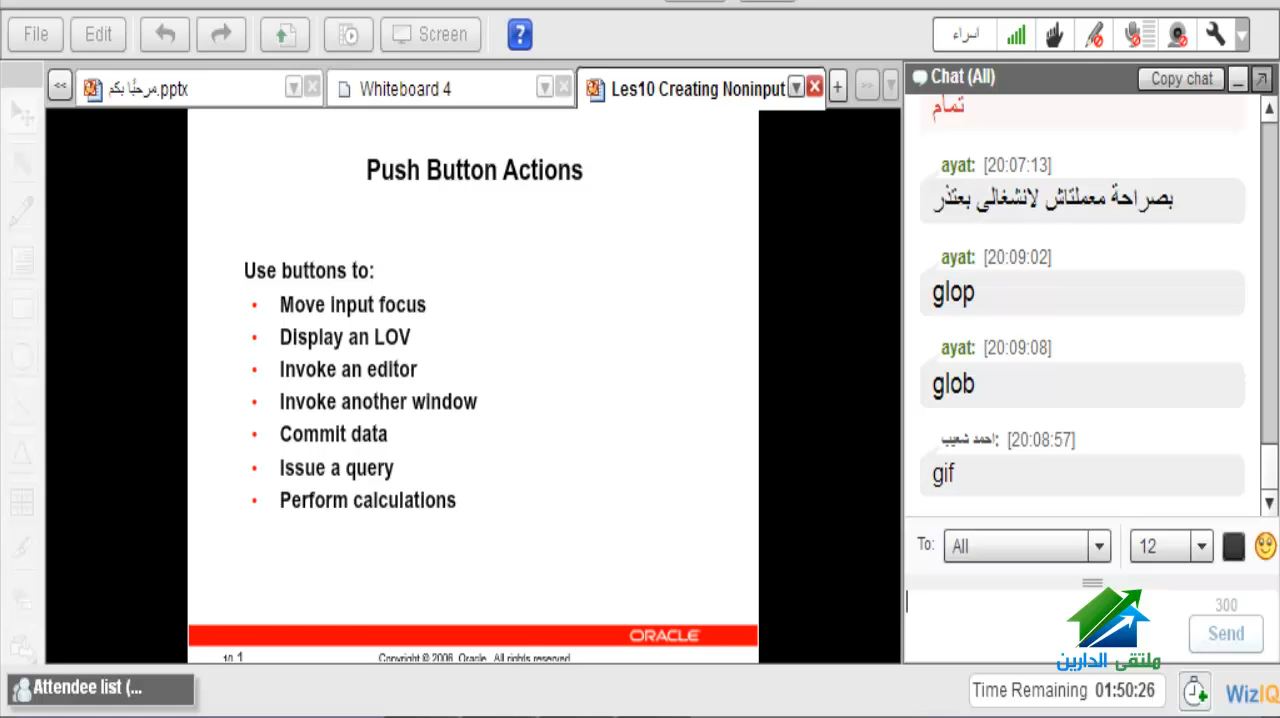 File
Edit
Screen
?
اسراء
<<
مرحبًا بكم.pptx
Whiteboard 4
Les10 Creating Noninput
+
>>
Chat (All)
Copy chat
Push Button Actions
Use buttons to:
• Move input focus
• Display an LOV
• Invoke an editor
• Invoke another window
• Commit data
• Issue a query
• Perform calculations
ORACLE
10 1
Copyright © 2006, Oracle. All rights reserved.
تمام
ayat: [20:07:13]
بصراحة معملتاش لانشغالى بعتذر
ayat: [20:09:02]
glop
ayat: [20:09:08]
glob
احمد شعيب: [20:08:57]
gif
To:
All
12
300
Send
ملتقى الدارين
Attendee list (...
Time Remaining 01:50:26
WizIQ